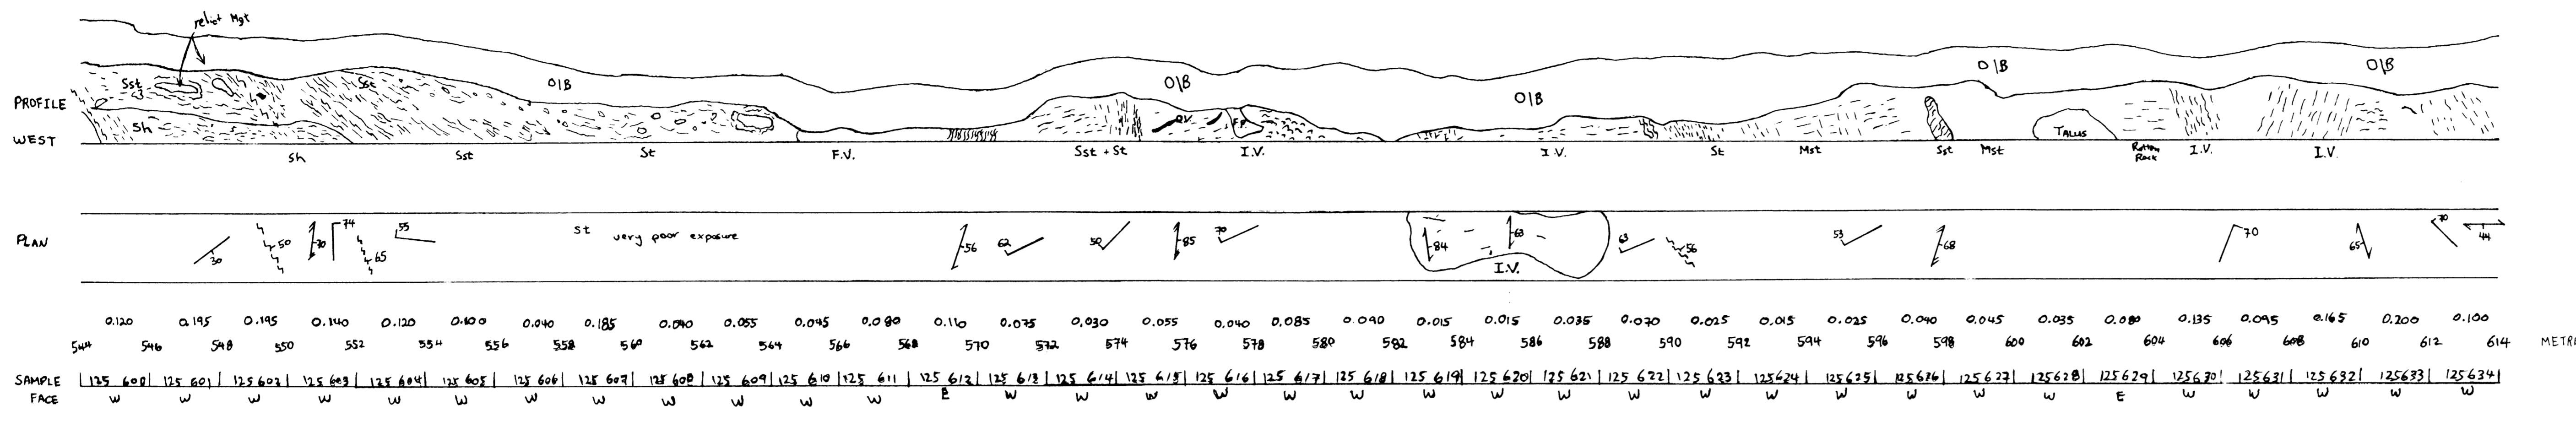 relict Mgt
O|B O|B O|B O|B O|B
Sst Sst
PROFILE
Sh QV FP TALUS
WEST
Sh Sst St F.V. Sst + St I.V. I.V. St Mst Sst Mst Rotten Rock I.V. I.V.
PLAN
30 50 70 74 65 55 St very poor exposure 56 62 50 85 70 84 63 I.V. 63 56 53 68 70 65 70 44
0.120 0.195 0.195 0.140 0.120 0.100 0.040 0.185 0.040 0.055 0.045 0.080 0.110 0.075 0.030 0.055 0.040 0.085 0.090 0.015 0.015 0.035 0.070 0.025 0.015 0.025 0.040 0.045 0.035 0.080 0.135 0.095 0.165 0.200 0.100
544 546 548 550 552 554 556 558 560 562 564 566 568 570 572 574 576 578 580 582 584 586 588 590 592 594 596 598 600 602 604 606 608 610 612 614 METRE
SAMPLE 125 600 125 601 125 602 125 603 125 604 125 605 125 606 125 607 125 608 125 609 125 610 125 611 125 612 125 613 125 614 125 615 125 616 125 617 125 618 125 619 125 620 125 621 125 622 125 623 125624 125625 125626 125627 125628 125629 125630 125631 125632 125633 125634
FACE W W W W W W W W W W W W E W W W W W W W W W W W W W W W W E W W W W W